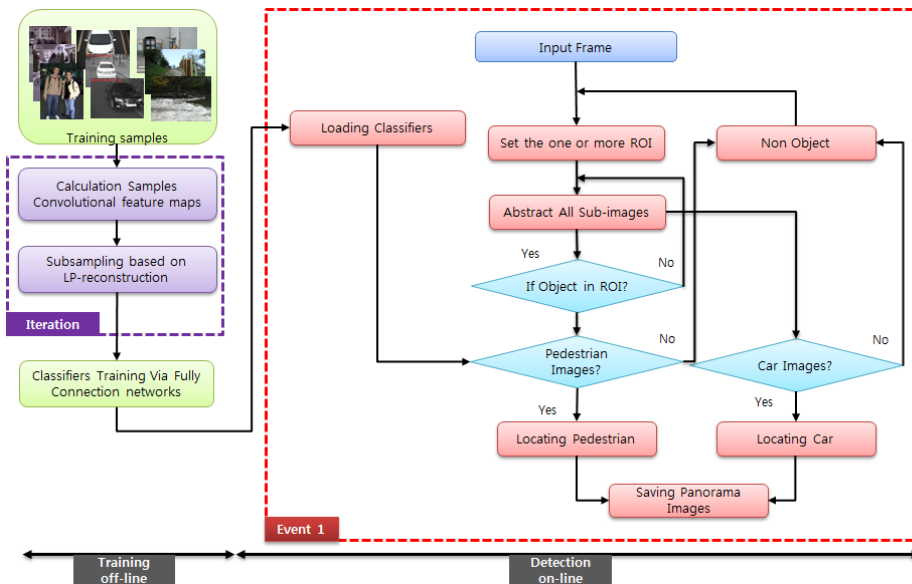 Training samples
Calculation Samples
Convolutional feature maps
Subsampling based on
LP-reconstruction
Iteration
Classifiers Training Via Fully
Connection networks
Training
off-line
Input Frame
Loading Classifiers
Set the one or more ROI
Non Object
Abstract All Sub-images
Yes
No
If Object in ROI?
No
No
Pedestrian
Images?
Car Images?
Yes
Yes
Locating Pedestrian
Locating Car
Saving Panorama
Images
Event 1
Detection
on-line